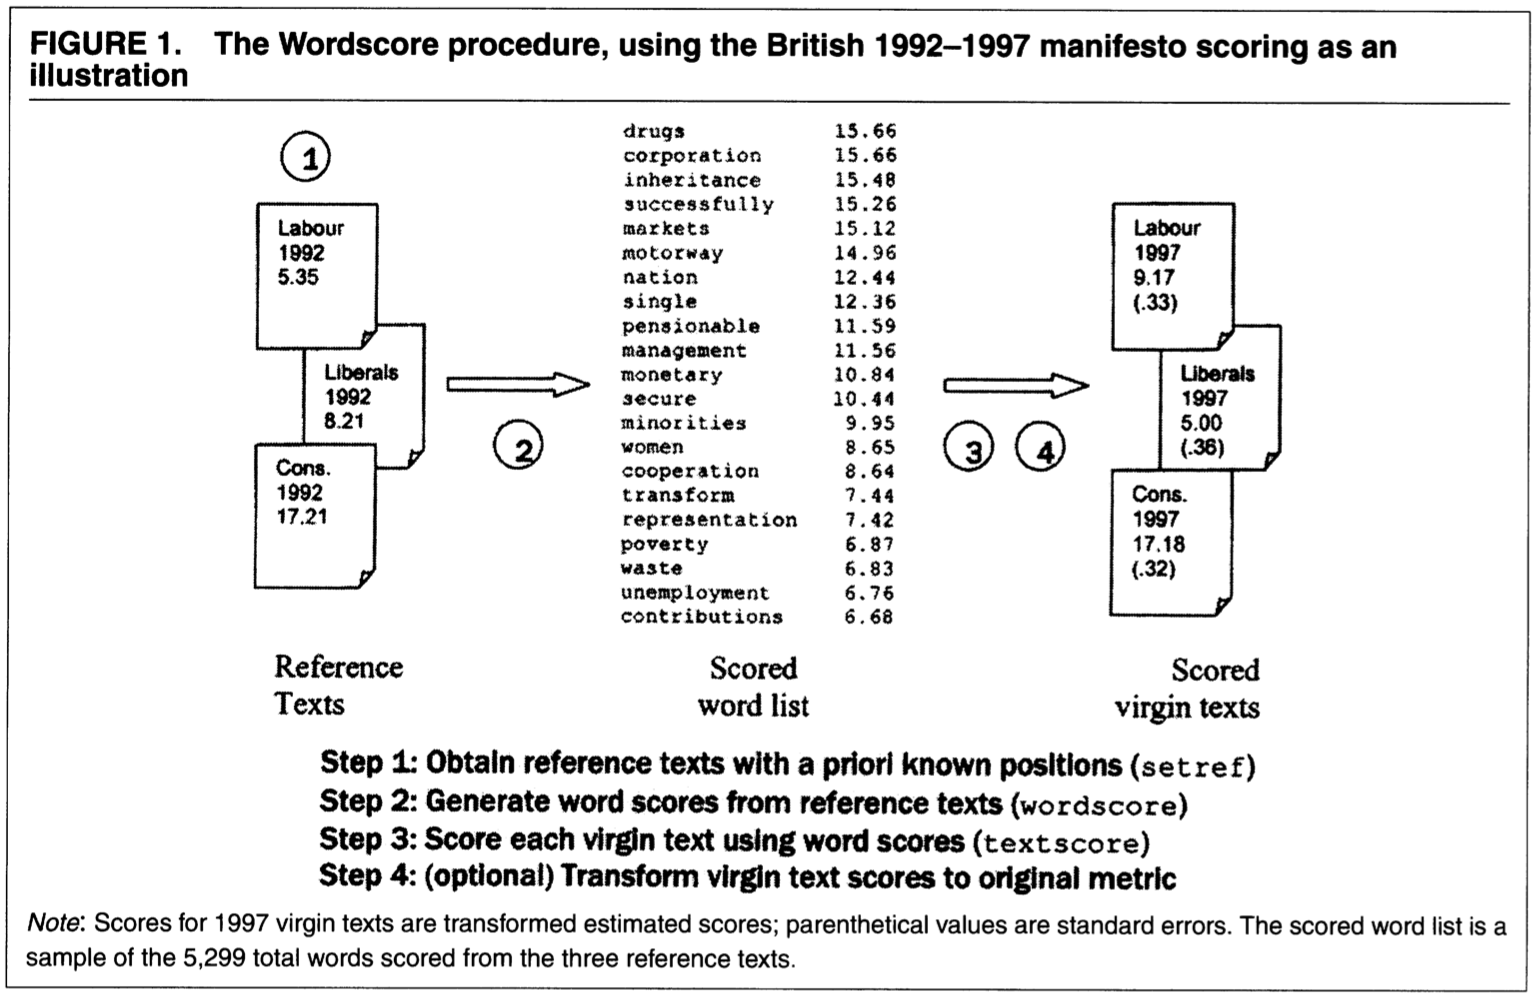 FIGURE 1. The Wordscore procedure, using the British 1992–1997 manifesto scoring as an
illustration
1
Labour
1992
5.35
Liberals
1992
8.21
Cons.
1992
17.21
Reference
Texts
2
drugs 15.66
corporation 15.66
inheritance 15.48
successfully 15.26
markets 15.12
motorway 14.96
nation 12.44
single 12.36
pensionable 11.59
management 11.56
monetary 10.84
secure 10.44
minorities 9.95
women 8.65
cooperation 8.64
transform 7.44
representation 7.42
poverty 6.87
waste 6.83
unemployment 6.76
contributions 6.68
Scored
word list
3 4
Labour
1997
9.17
(.33)
Liberals
1997
5.00
(.36)
Cons.
1997
17.18
(.32)
Scored
virgin texts
Step 1: Obtain reference texts with a priori known positions (setref)
Step 2: Generate word scores from reference texts (wordscore)
Step 3: Score each virgin text using word scores (textscore)
Step 4: (optional) Transform virgin text scores to original metric
Note: Scores for 1997 virgin texts are transformed estimated scores; parenthetical values are standard errors. The scored word list is a
sample of the 5,299 total words scored from the three reference texts.